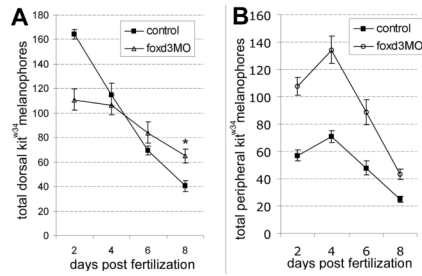 A
control
foxd3MO
total dorsal kit^w34 melanophores
180
160
140
120
100
80
60
40
20
0
*
2 4 6 8
days post fertilization
B
control
foxd3MO
total peripheral kit^w34 melanophores
160
140
120
100
80
60
40
20
0
2 4 6 8
days post fertilization